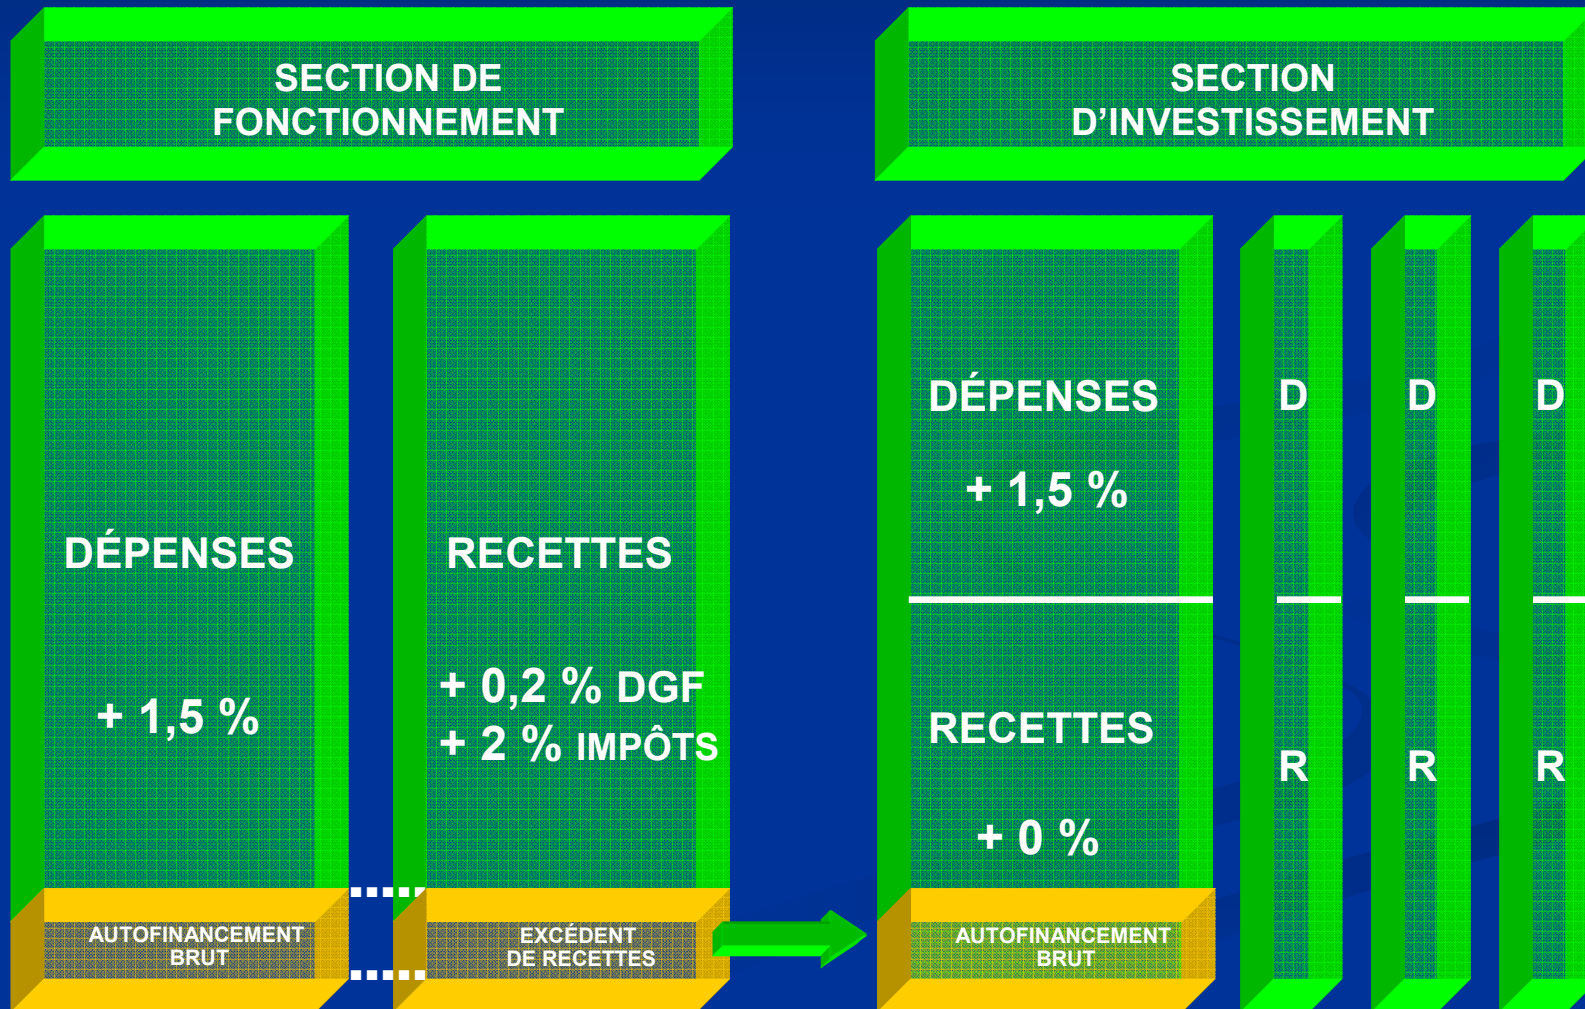 SECTION DE
FONCTIONNEMENT
SECTION
D’INVESTISSEMENT
DÉPENSES
+ 1,5 %
AUTOFINANCEMENT
BRUT
RECETTES
+ 0,2 % DGF
+ 2 % IMPÔTS
EXCÉDENT
DE RECETTES
DÉPENSES
+ 1,5 %
RECETTES
+ 0 %
AUTOFINANCEMENT
BRUT
D
R
D
R
D
R